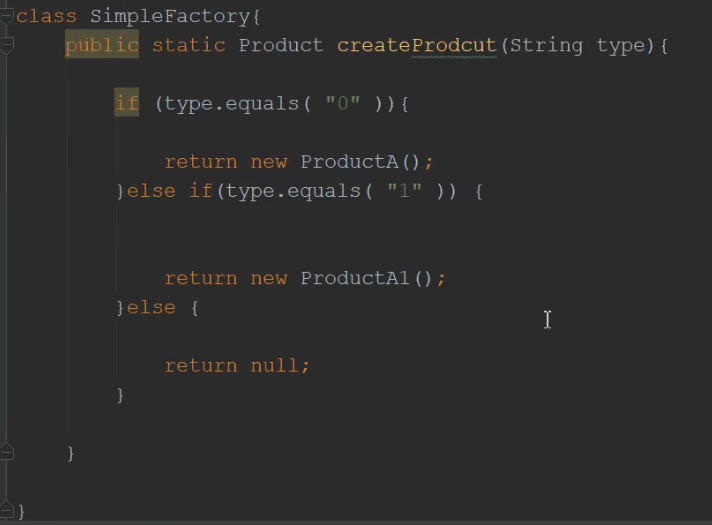 class SimpleFactory{
public static Product createProdcut(String type){
if (type.equals( "0" )){
return new ProductA();
}else if(type.equals( "1" )) {
return new ProductA1();
}else {
return null;
}
}
}